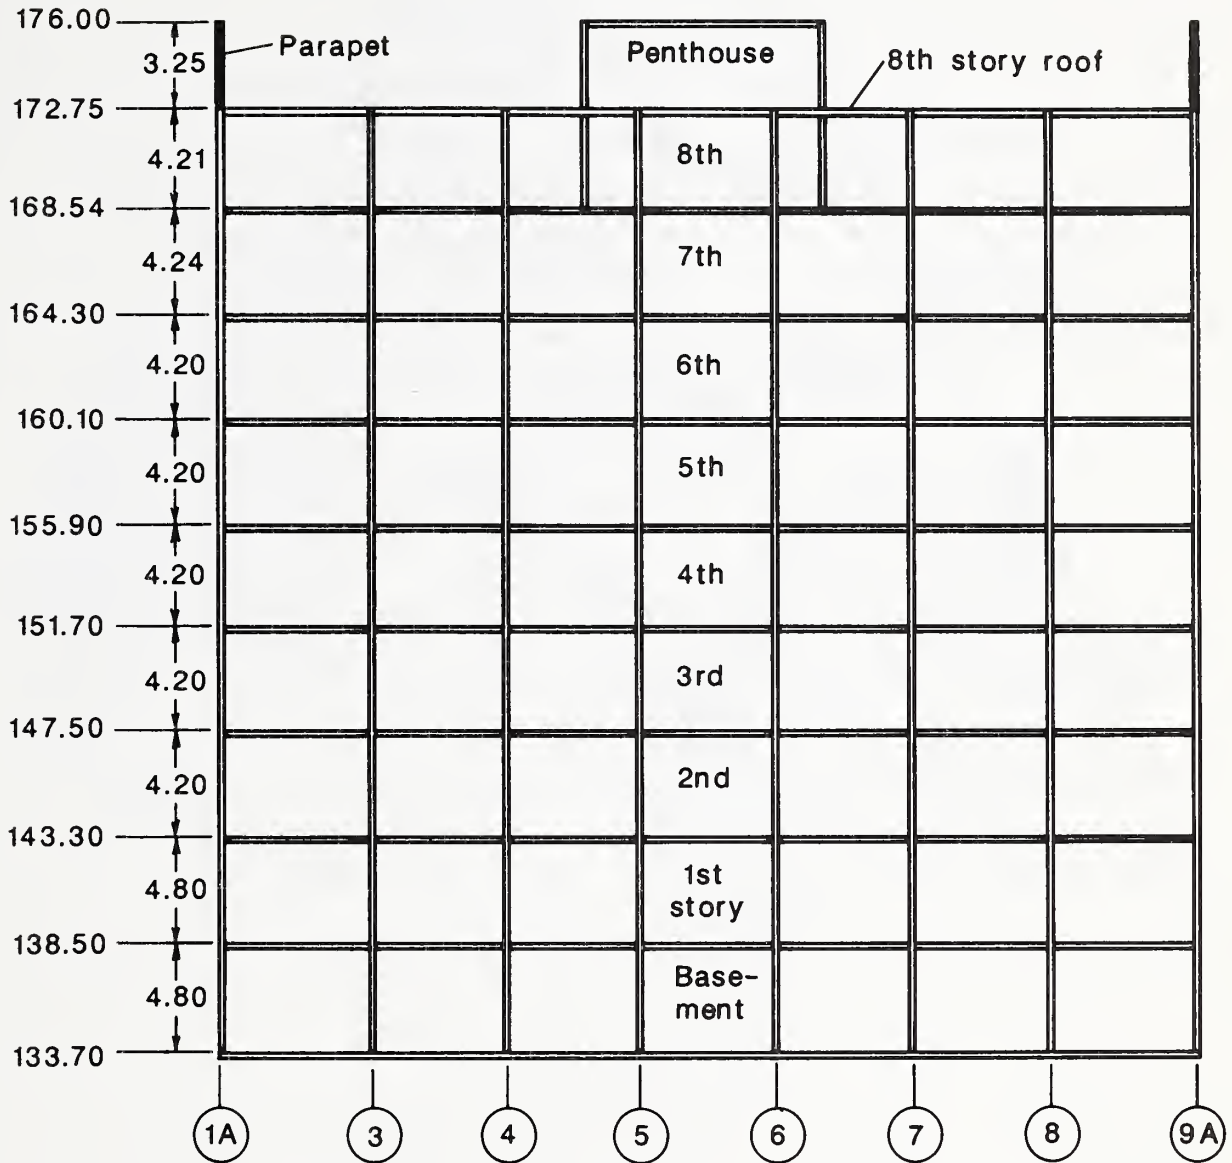 176.00
Parapet
Penthouse
8th story roof
3.25
172.75
4.21
8th
168.54
4.24
7th
164.30
4.20
6th
160.10
4.20
5th
155.90
4.20
4th
151.70
4.20
3rd
147.50
4.20
2nd
143.30
4.80
1st
story
138.50
4.80
Base-
ment
133.70
1A 3 4 5 6 7 8 9A